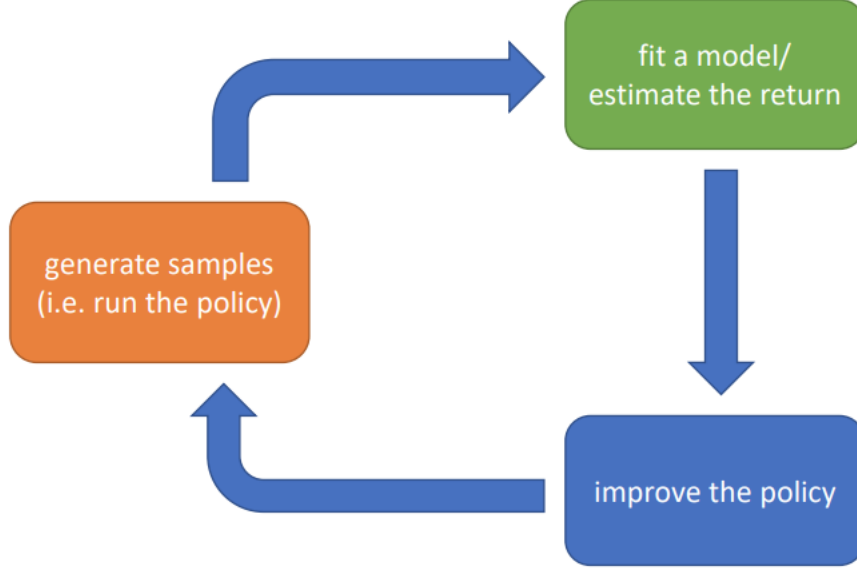 fit a model/
estimate the return
generate samples
(i.e. run the policy)
improve the policy